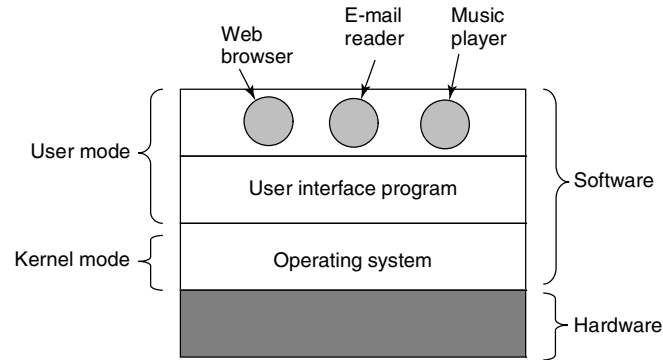 Web
browser
E-mail
reader
Music
player
User mode
User interface program
Software
Kernel mode
Operating system
Hardware